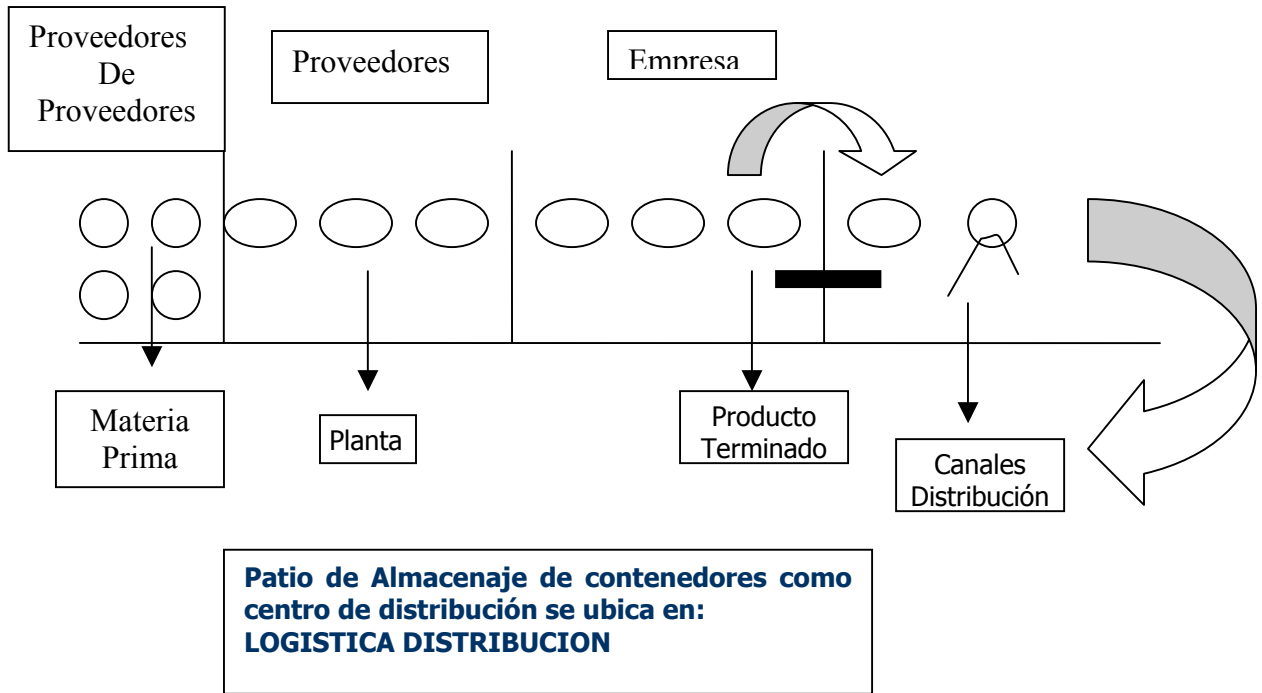 Proveedores
De
Proveedores
Proveedores
Empresa
Materia
Prima
Planta
Producto
Terminado
Canales
Distribución
Patio de Almacenaje de contenedores como
centro de distribución se ubica en:
LOGISTICA DISTRIBUCION